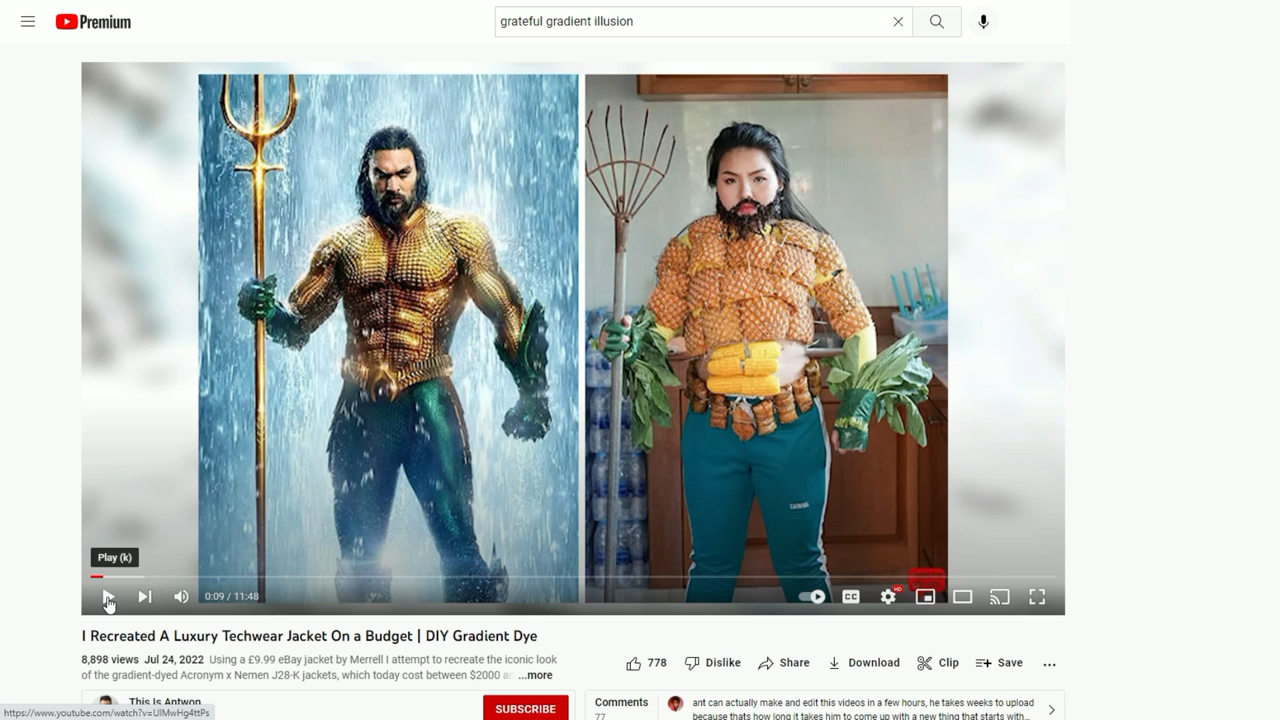 Premium
grateful gradient illusion
Play (k)
0:09 / 11:48
CC
HD
I Recreated A Luxury Techwear Jacket On a Budget | DIY Gradient Dye
8,898 views Jul 24, 2022 Using a £9.99 eBay jacket by Merrell I attempt to recreate the iconic look
of the gradient-dyed Acronym x Nemen J28-K jackets, which today cost between $2000 an ...more
778
Dislike
Share
Download
Clip
Save
This Is Antwon
SUBSCRIBE
Comments
77
ant can actually make and edit this videos in a few hours, he takes weeks to upload
because thats how long it takes him to come up with a new thing that starts with...
https://www.youtube.com/watch?v=UIMwHg4ttPs